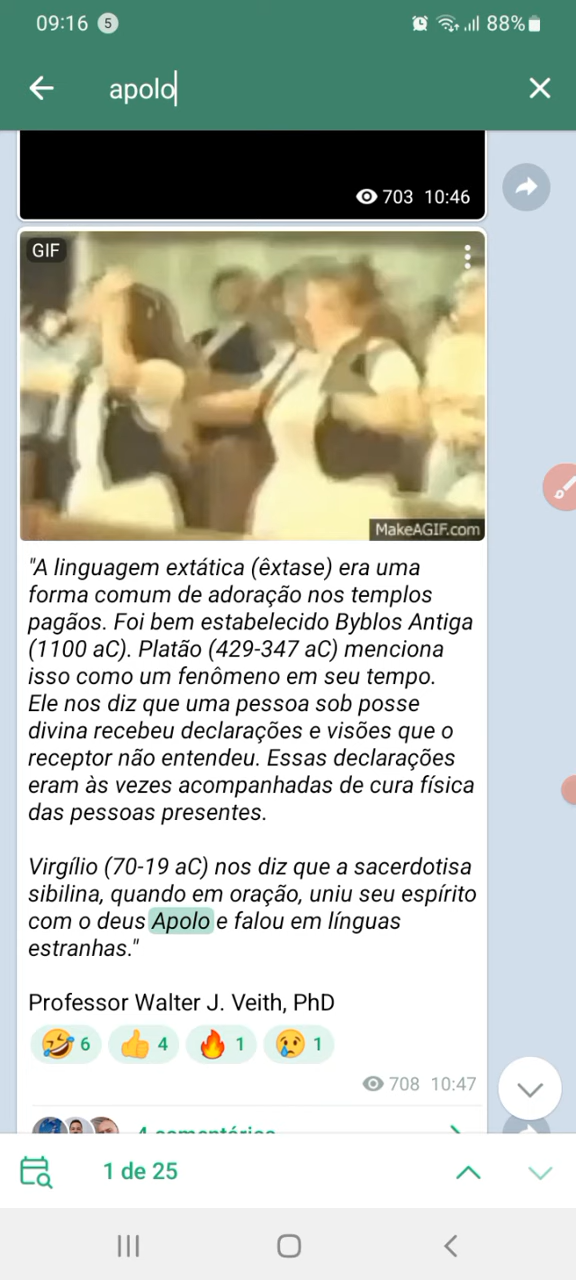 09:16 5 88%
apolo
703 10:46
GIF
MakeAGIF.com
"A linguagem extática (êxtase) era uma
forma comum de adoração nos templos
pagãos. Foi bem estabelecido Byblos Antiga
(1100 aC). Platão (429-347 aC) menciona
isso como um fenômeno em seu tempo.
Ele nos diz que uma pessoa sob posse
divina recebeu declarações e visões que o
receptor não entendeu. Essas declarações
eram às vezes acompanhadas de cura física
das pessoas presentes.
Virgílio (70-19 aC) nos diz que a sacerdotisa
sibilina, quando em oração, uniu seu espírito
com o deus Apolo e falou em línguas
estranhas."
Professor Walter J. Veith, PhD
6 4 1 1
708 10:47
4 comentários
1 de 25